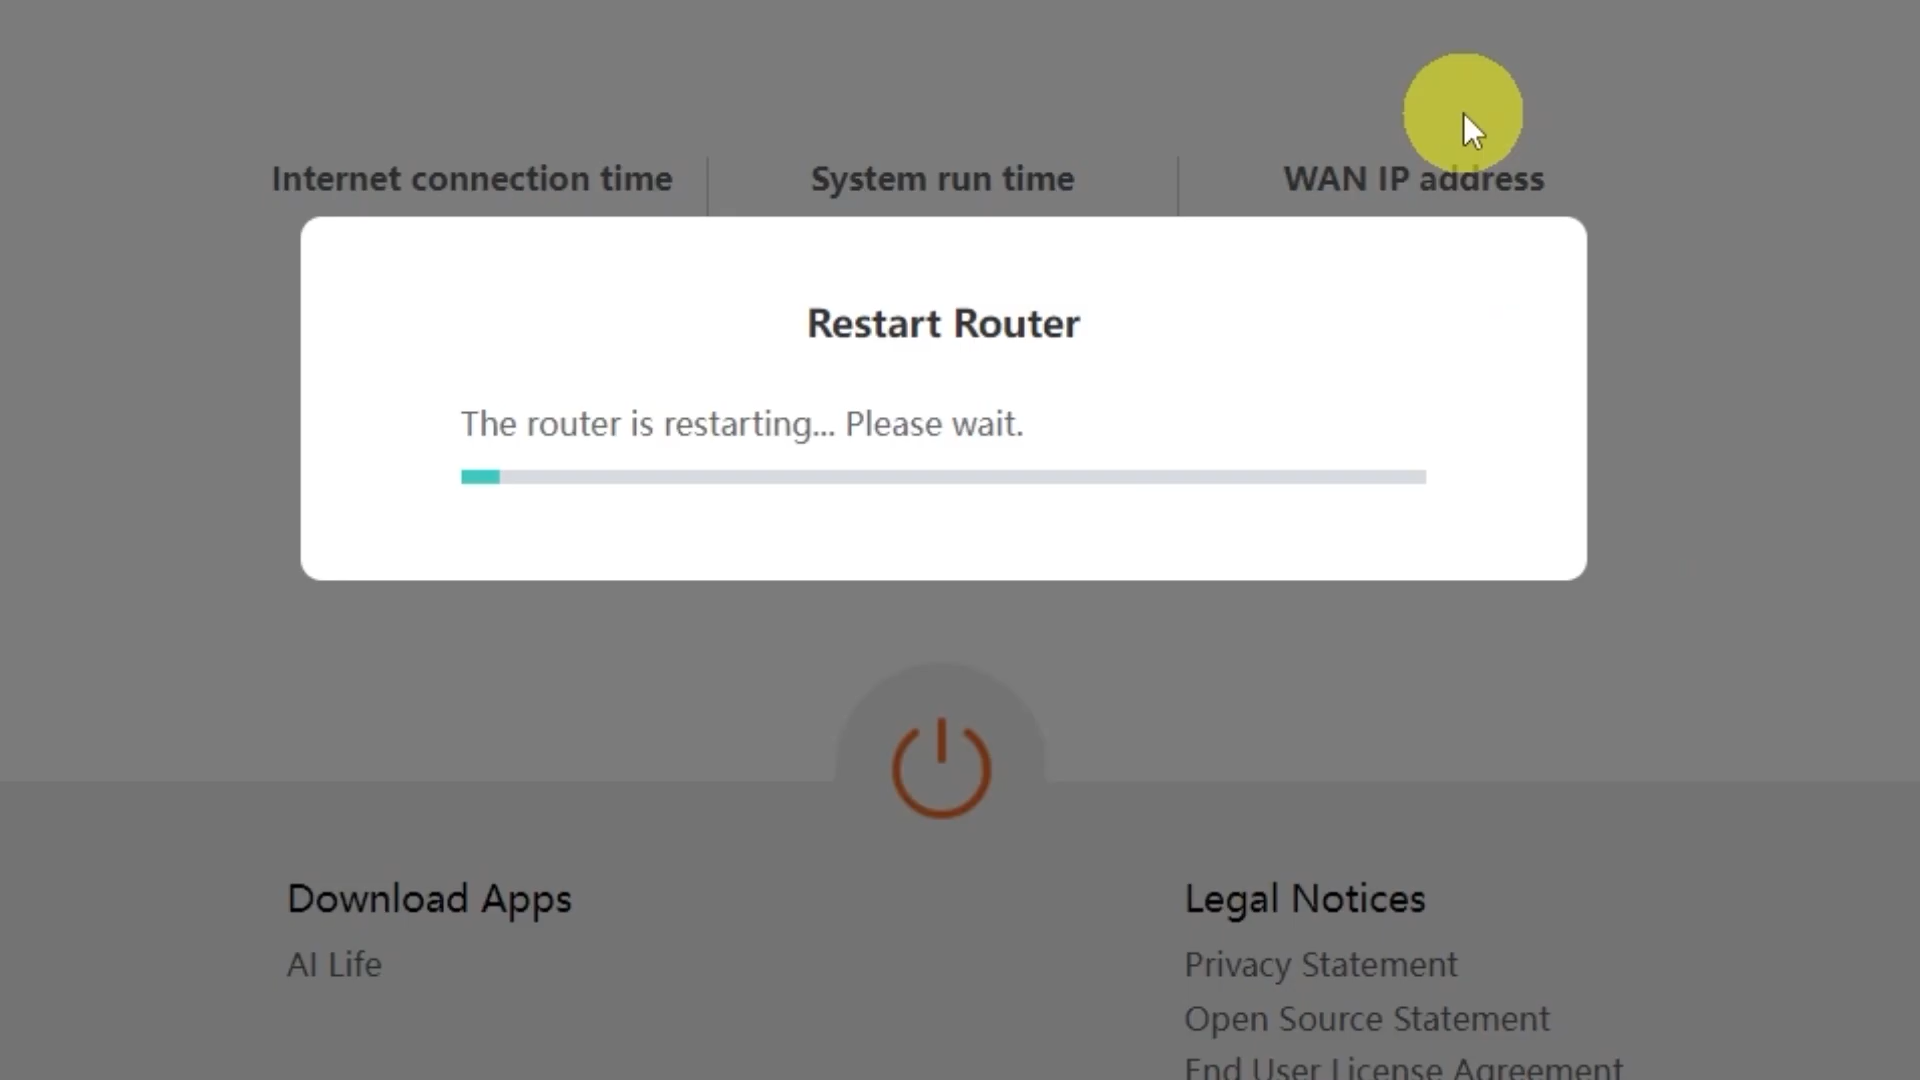 Internet connection time
System run time
WAN IP address
Restart Router
The router is restarting... Please wait.
Download Apps
AI Life
Legal Notices
Privacy Statement
Open Source Statement
End User License Agreement